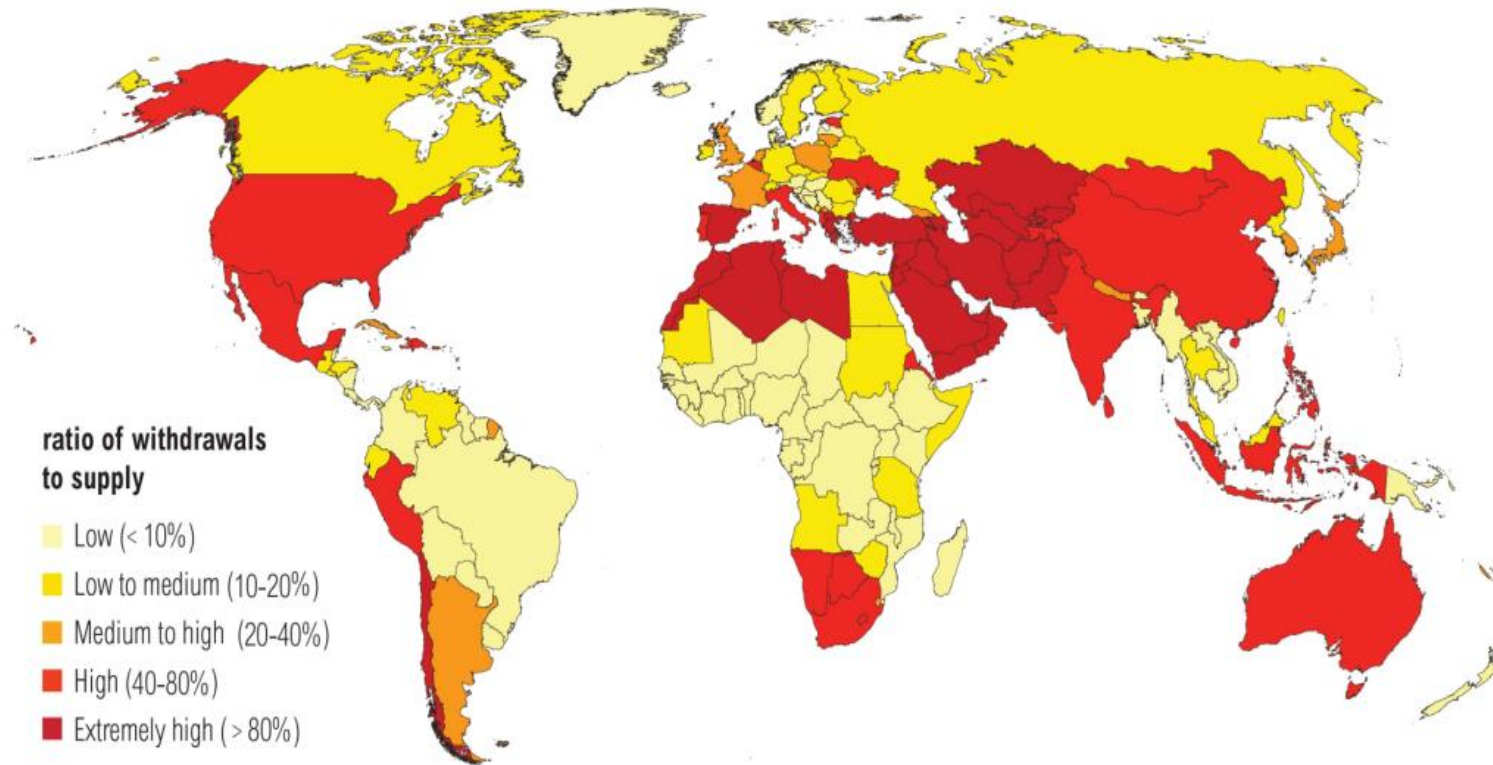 ratio of withdrawals
to supply
Low (< 10%)
Low to medium (10-20%)
Medium to high (20-40%)
High (40-80%)
Extremely high ( > 80%)